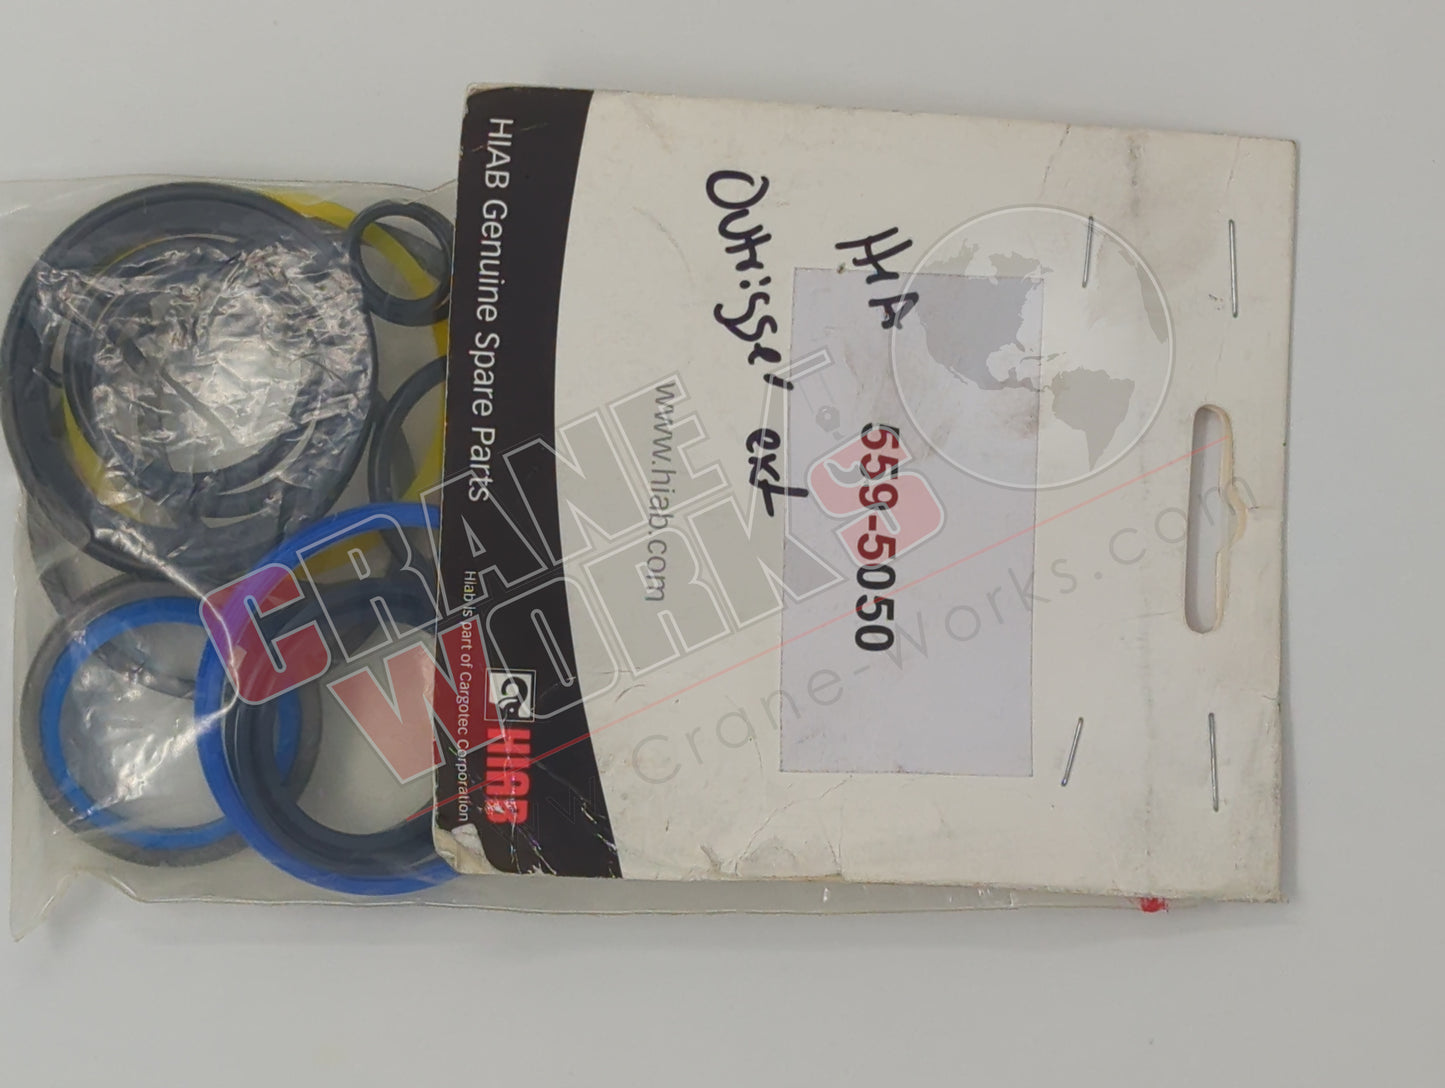 HIAB Genuine Spare Parts
Hiab is part of Cargotec Corporation
HIAB
www.hiab.com
Outrigger ext
HIA
559-5050
CRANE
WORKS
www.Crane-Works.com